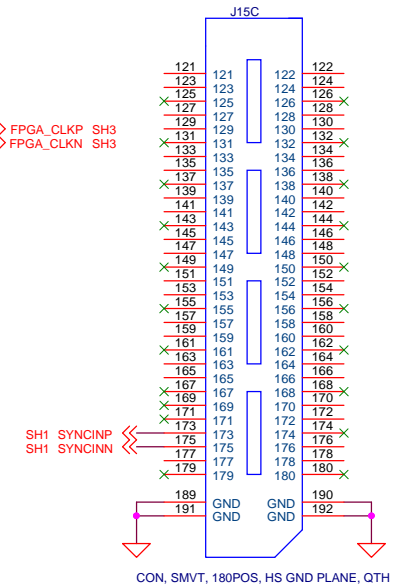 J15C
121 121 122 122
123 123 124 124
125 125 126 126
127 127 128 128
FPGA_CLKP SH3 129 129 130 130
FPGA_CLKN SH3 131 131 132 132
133 133 134 134
135 135 136 136
137 137 138 138
139 139 140 140
141 141 142 142
143 143 144 144
145 145 146 146
147 147 148 148
149 149 150 150
151 151 152 152
153 153 154 154
155 155 156 156
157 157 158 158
159 159 160 160
161 161 162 162
163 163 164 164
165 165 166 166
167 167 168 168
169 169 170 170
171 171 172 172
SH1 SYNCINP 173 173 174 174
SH1 SYNCINN 175 175 176 176
177 177 178 178
179 179 180 180
189 GND GND 190
191 GND GND 192
CON, SMVT, 180POS, HS GND PLANE, QTH